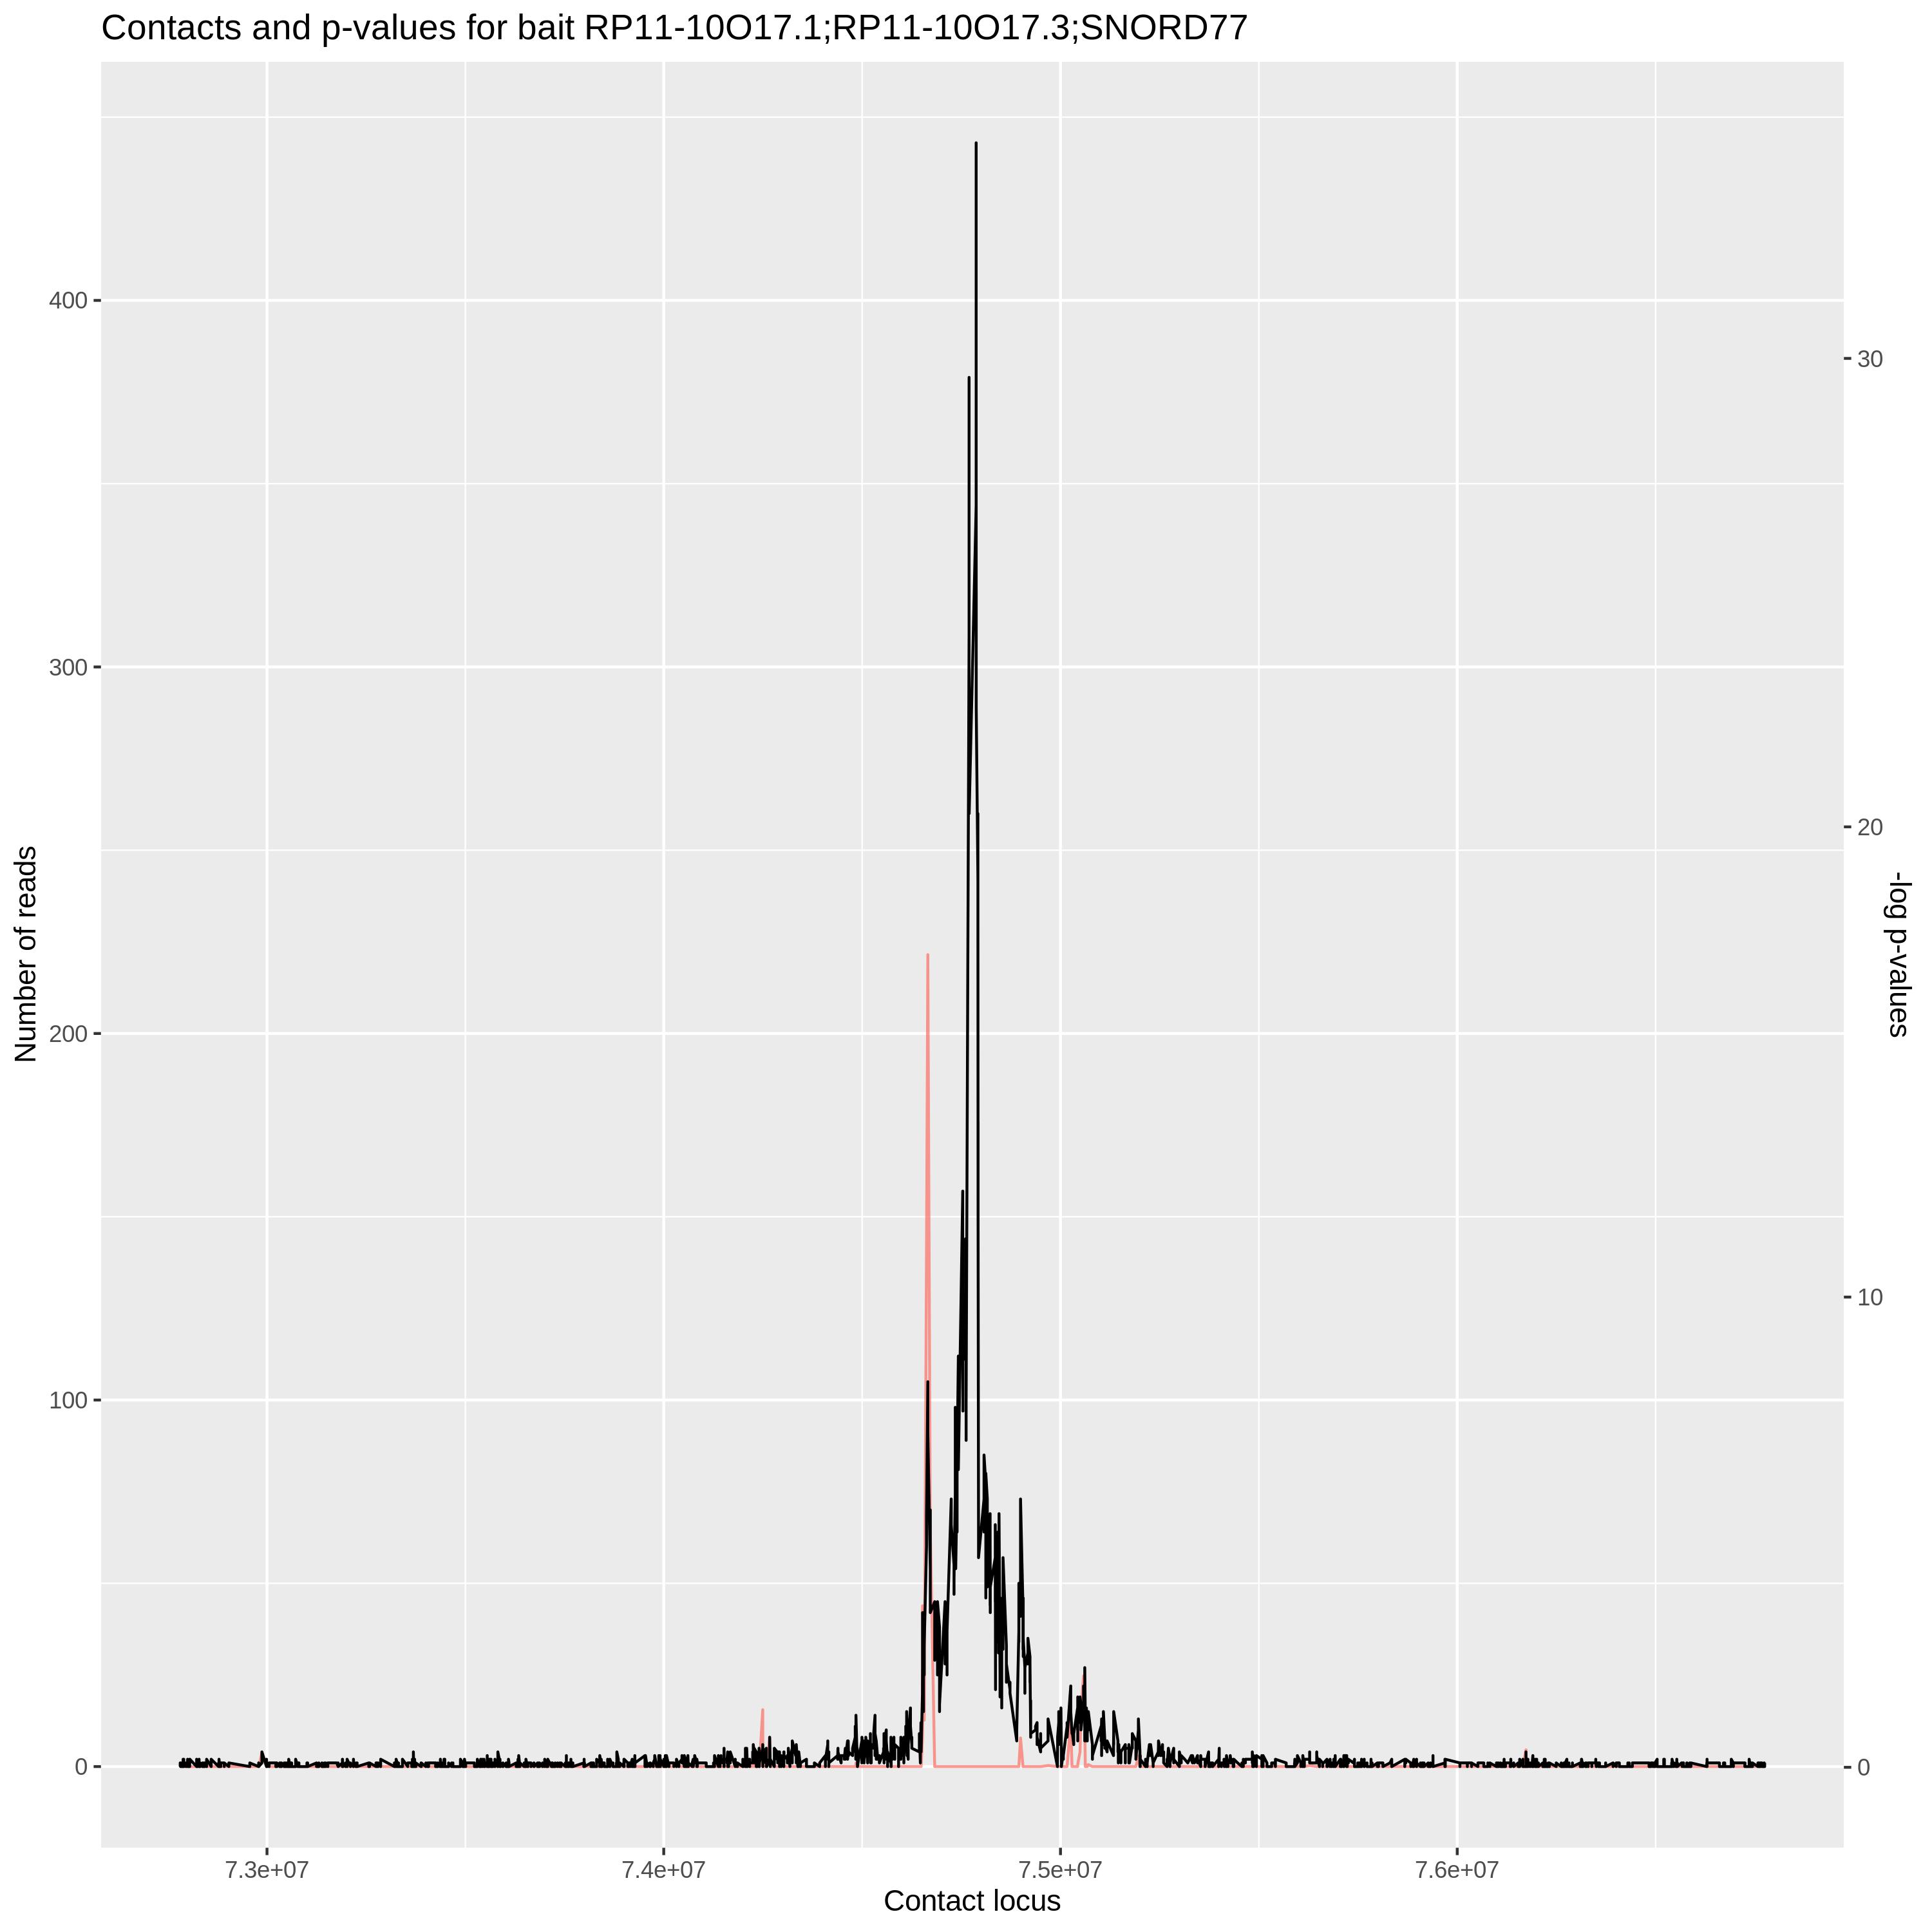 Contacts and p-values for bait RP11-10O17.1;RP11-10O17.3;SNORD77
400
300
200
100
0
Number of reads
30
20
10
0
-log p-values
7.3e+07
7.4e+07
7.5e+07
7.6e+07
Contact locus